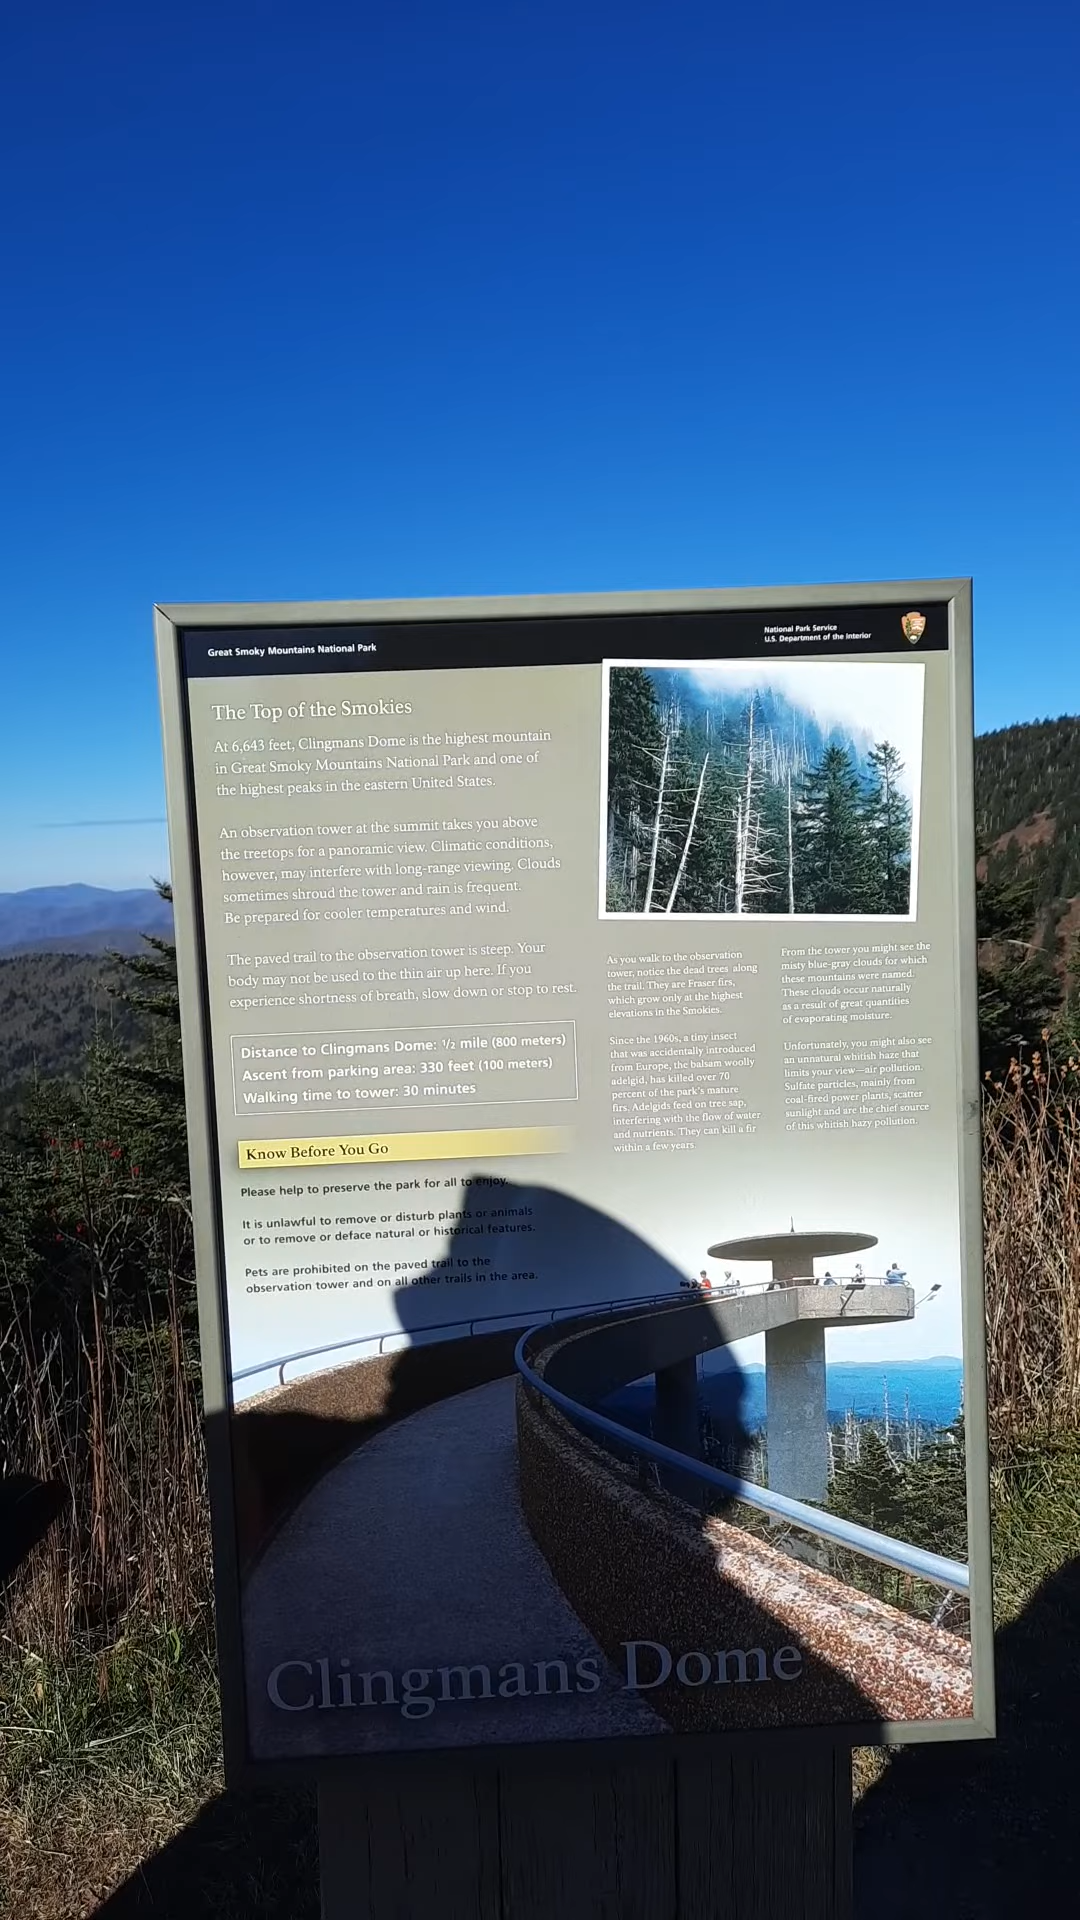 Great Smoky Mountains National Park
National Park Service
U.S. Department of the Interior
The Top of the Smokies
At 6,643 feet, Clingmans Dome is the highest mountain
in Great Smoky Mountains National Park and one of
the highest peaks in the eastern United States.
An observation tower at the summit takes you above
the treetops for a panoramic view. Climatic conditions,
however, may interfere with long-range viewing. Clouds
sometimes shroud the tower and rain is frequent.
Be prepared for cooler temperatures and wind.
The paved trail to the observation tower is steep. Your
body may not be used to the thin air up here. If you
experience shortness of breath, slow down or stop to rest.
Distance to Clingmans Dome: ½ mile (800 meters)
Ascent from parking area: 330 feet (100 meters)
Walking time to tower: 30 minutes
Know Before You Go
Please help to preserve the park for all to enjoy.
It is unlawful to remove or disturb plants or animals
or to remove or deface natural or historical features.
Pets are prohibited on the paved trail to the
observation tower and on all other trails in the area.
As you walk to the observation
tower, notice the dead trees along
the trail. They are Fraser firs,
which grow only at the highest
elevations in the Smokies.
Since the 1960s, a tiny insect
that was accidentally introduced
from Europe, the balsam woolly
adelgid, has killed over 70
percent of the park's mature
firs. Adelgids feed on tree sap,
interfering with the flow of water
and nutrients. They can kill a fir
within a few years.
From the tower you might see the
misty blue-gray clouds for which
these mountains were named.
These clouds occur naturally
as a result of great quantities
of evaporating moisture.
Unfortunately, you might also see
an unnatural whitish haze that
limits your view—air pollution.
Sulfate particles, mainly from
coal-fired power plants, scatter
sunlight and are the chief source
of this whitish hazy pollution.
Clingmans Dome